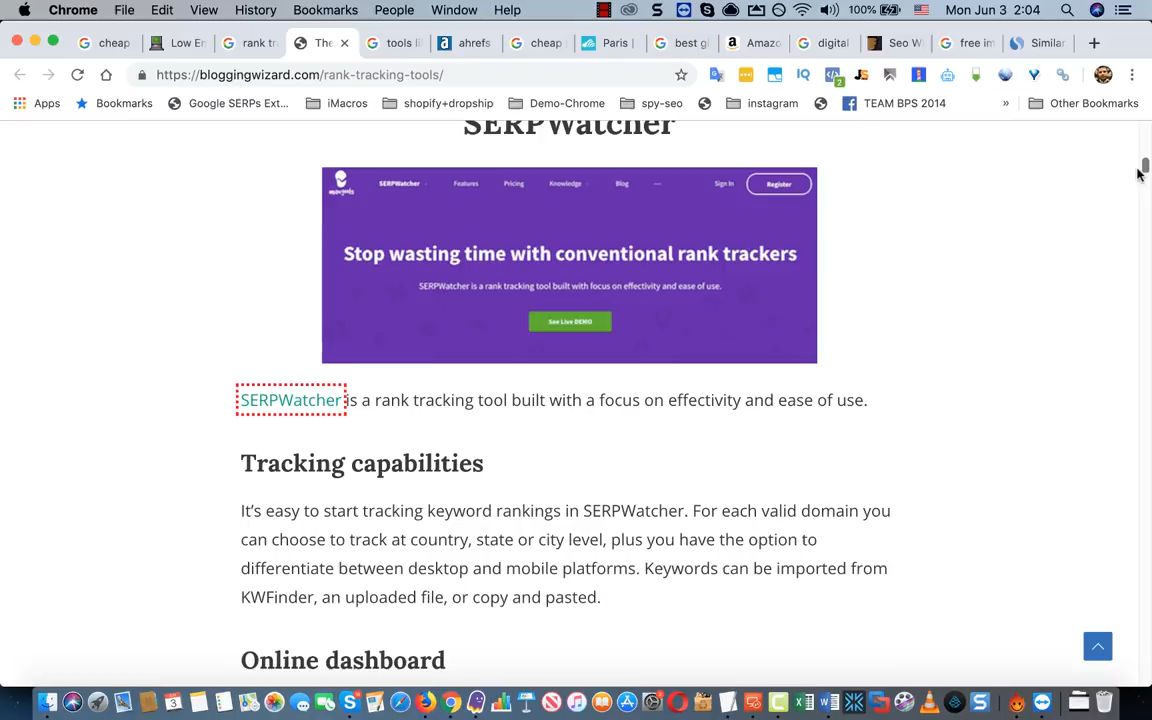 Chrome File Edit View History Bookmarks People Window Help 100% Mon Jun 3 2:04
cheap Low En rank tr The tools li ahrefs cheap Paris | best gi Amazo digital Seo W free im Similar
https://bloggingwizard.com/rank-tracking-tools/
Apps Bookmarks Google SERPs Ext... iMacros shopify+dropship Demo-Chrome spy-seo instagram TEAM BPS 2014 » Other Bookmarks
SERPWatcher
mangools SERPWatcher Features Pricing Knowledge Blog Sign In Register
Stop wasting time with conventional rank trackers
SERPWatcher is a rank tracking tool built with focus on effectivity and ease of use.
See Live DEMO
SERPWatcher is a rank tracking tool built with a focus on effectivity and ease of use.
Tracking capabilities
It's easy to start tracking keyword rankings in SERPWatcher. For each valid domain you
can choose to track at country, state or city level, plus you have the option to
differentiate between desktop and mobile platforms. Keywords can be imported from
KWFinder, an uploaded file, or copy and pasted.
Online dashboard